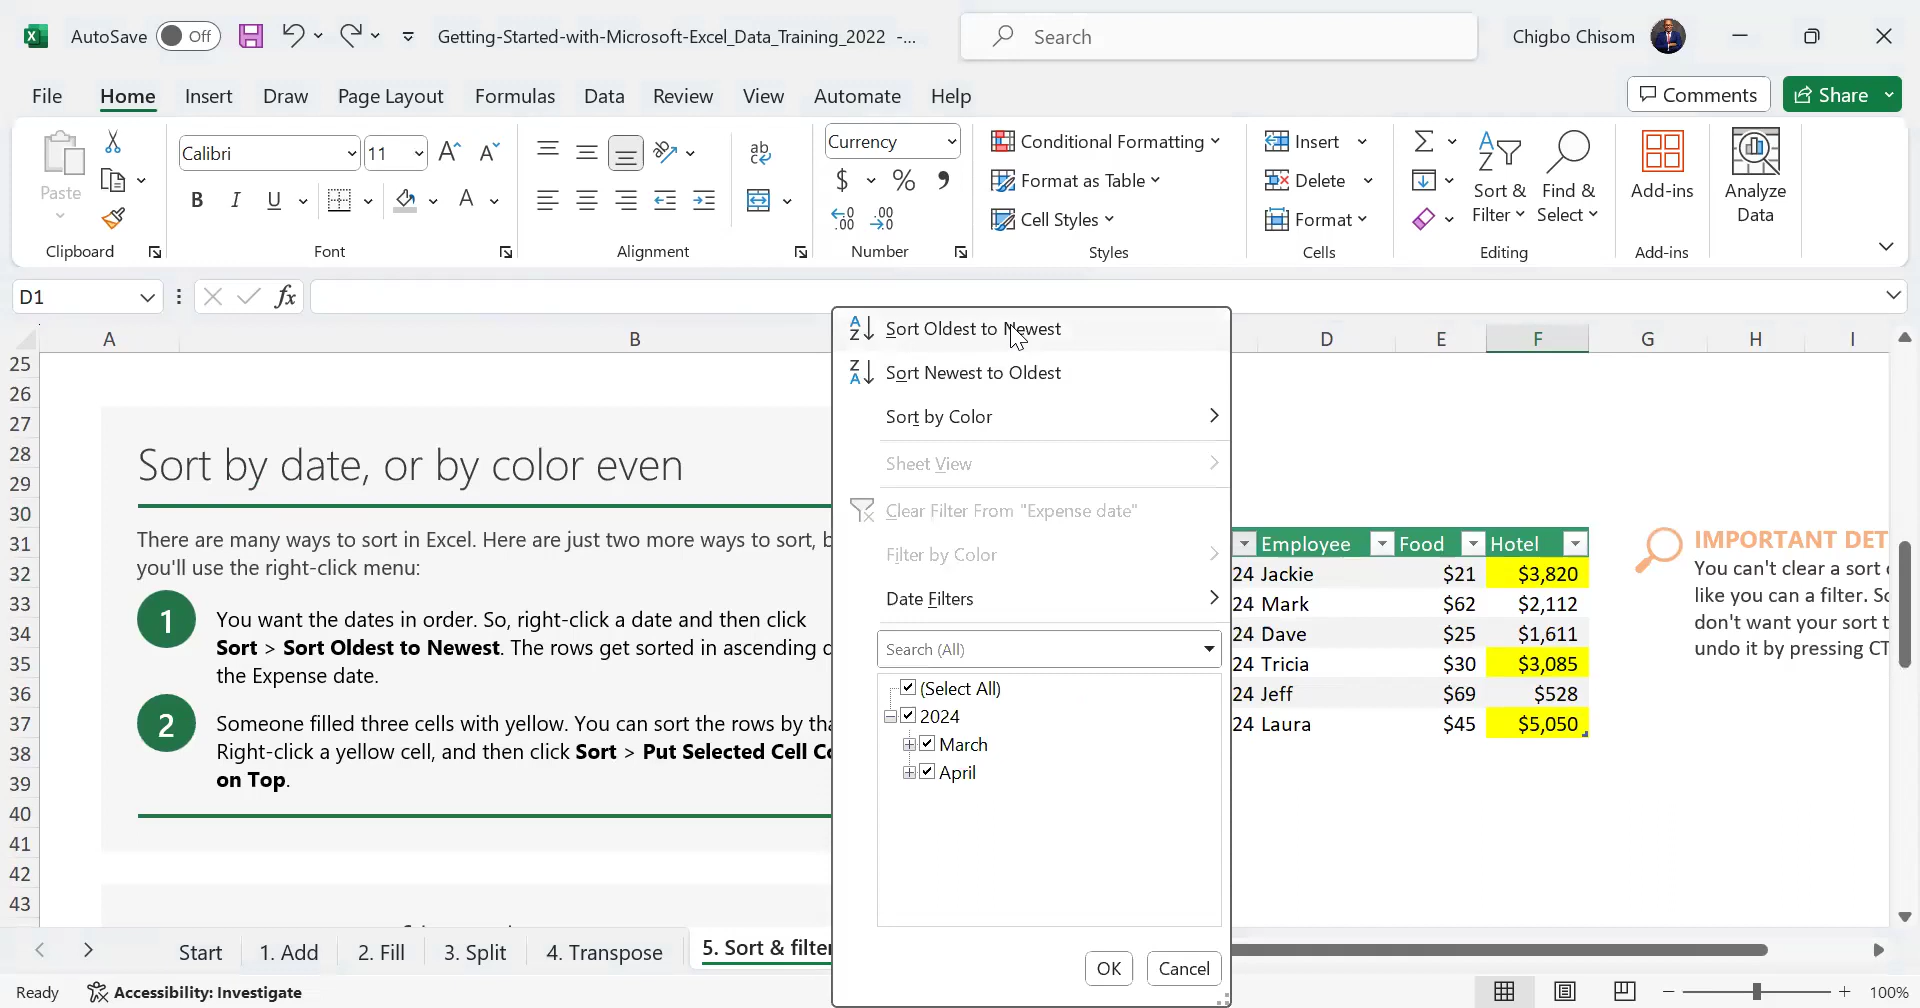 AutoSave Off Getting-Started-with-Microsoft-Excel_Data_Training_2022 -... Search Chigbo Chisom
File Home Insert Draw Page Layout Formulas Data Review View Automate Help Comments Share
Paste
Calibri 11
B I U
ab
Currency
$ %
Conditional Formatting
Format as Table
Cell Styles
Insert
Delete
Format
Sort &
Filter
Find &
Select
Add-ins
Analyze
Data
Clipboard Font Alignment Number Styles Cells Editing Add-ins
D1 fx
A B D E F G H I
25
26
27
28
29
30
31
32
33
34
35
36
37
38
39
40
41
42
43
Sort by date, or by color even
There are many ways to sort in Excel. Here are just two more ways to sort, b
you'll use the right-click menu:
1 You want the dates in order. So, right-click a date and then click
Sort > Sort Oldest to Newest. The rows get sorted in ascending o
the Expense date.
2 Someone filled three cells with yellow. You can sort the rows by tha
Right-click a yellow cell, and then click Sort > Put Selected Cell Co
on Top.
Sort Oldest to Newest
Sort Newest to Oldest
Sort by Color
Sheet View
Clear Filter From "Expense date"
Filter by Color
Date Filters
Search (All)
(Select All)
2024
March
April
OK Cancel
Employee Food Hotel
24 Jackie $21 $3,820
24 Mark $62 $2,112
24 Dave $25 $1,611
24 Tricia $30 $3,085
24 Jeff $69 $528
24 Laura $45 $5,050
IMPORTANT DET
You can't clear a sort
like you can a filter. So
don't want your sort t
undo it by pressing CT
Start 1. Add 2. Fill 3. Split 4. Transpose 5. Sort & filter
Ready Accessibility: Investigate 100%